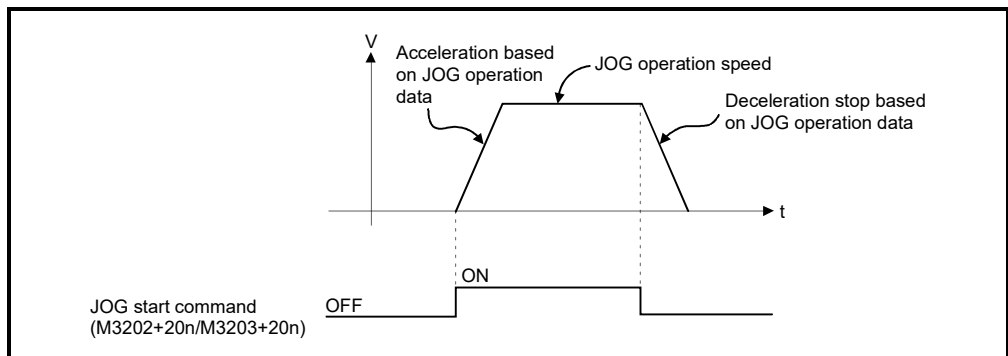 V
Acceleration based
on JOG operation
data
JOG operation speed
Deceleration stop based
on JOG operation data
t
ON
JOG start command
(M3202+20n/M3203+20n)
OFF